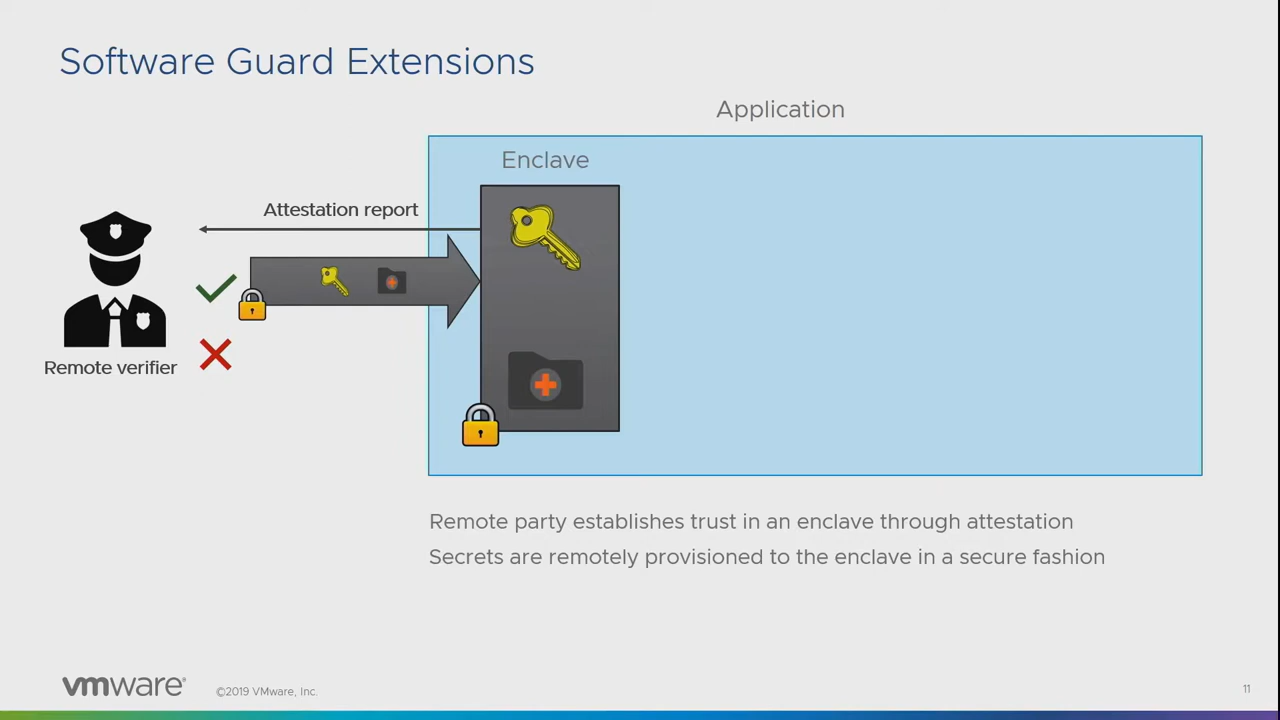 Software Guard Extensions
Application
Enclave
Attestation report
Remote verifier
Remote party establishes trust in an enclave through attestation
Secrets are remotely provisioned to the enclave in a secure fashion
vmware®
©2019 VMware, Inc.
11